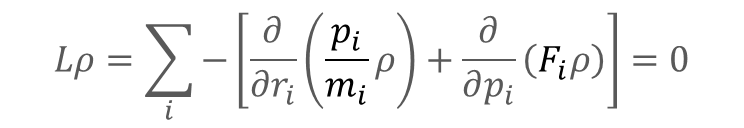 Lρ = ∑_i − [ ∂/∂r_i ( p_i/m_i ρ ) + ∂/∂p_i (F_i ρ) ] = 0